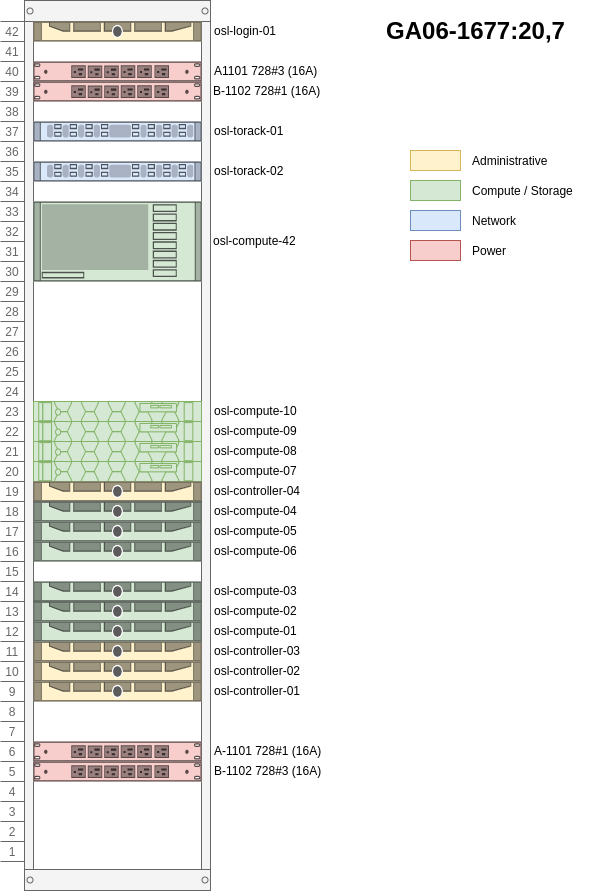 GA06-1677:20,7
42 osl-login-01
41
40 A1101 728#3 (16A)
39 B-1102 728#1 (16A)
38
37 osl-torack-01
36
35 osl-torack-02
34
33
32
31
30
osl-compute-42
29
28
27
26
25
24
23 osl-compute-10
22 osl-compute-09
21 osl-compute-08
20 osl-compute-07
19 osl-controller-04
18 osl-compute-04
17 osl-compute-05
16 osl-compute-06
15
14 osl-compute-03
13 osl-compute-02
12 osl-compute-01
11 osl-controller-03
10 osl-controller-02
9 osl-controller-01
8
7
6 A-1101 728#1 (16A)
5 B-1102 728#3 (16A)
4
3
2
1
Administrative
Compute / Storage
Network
Power